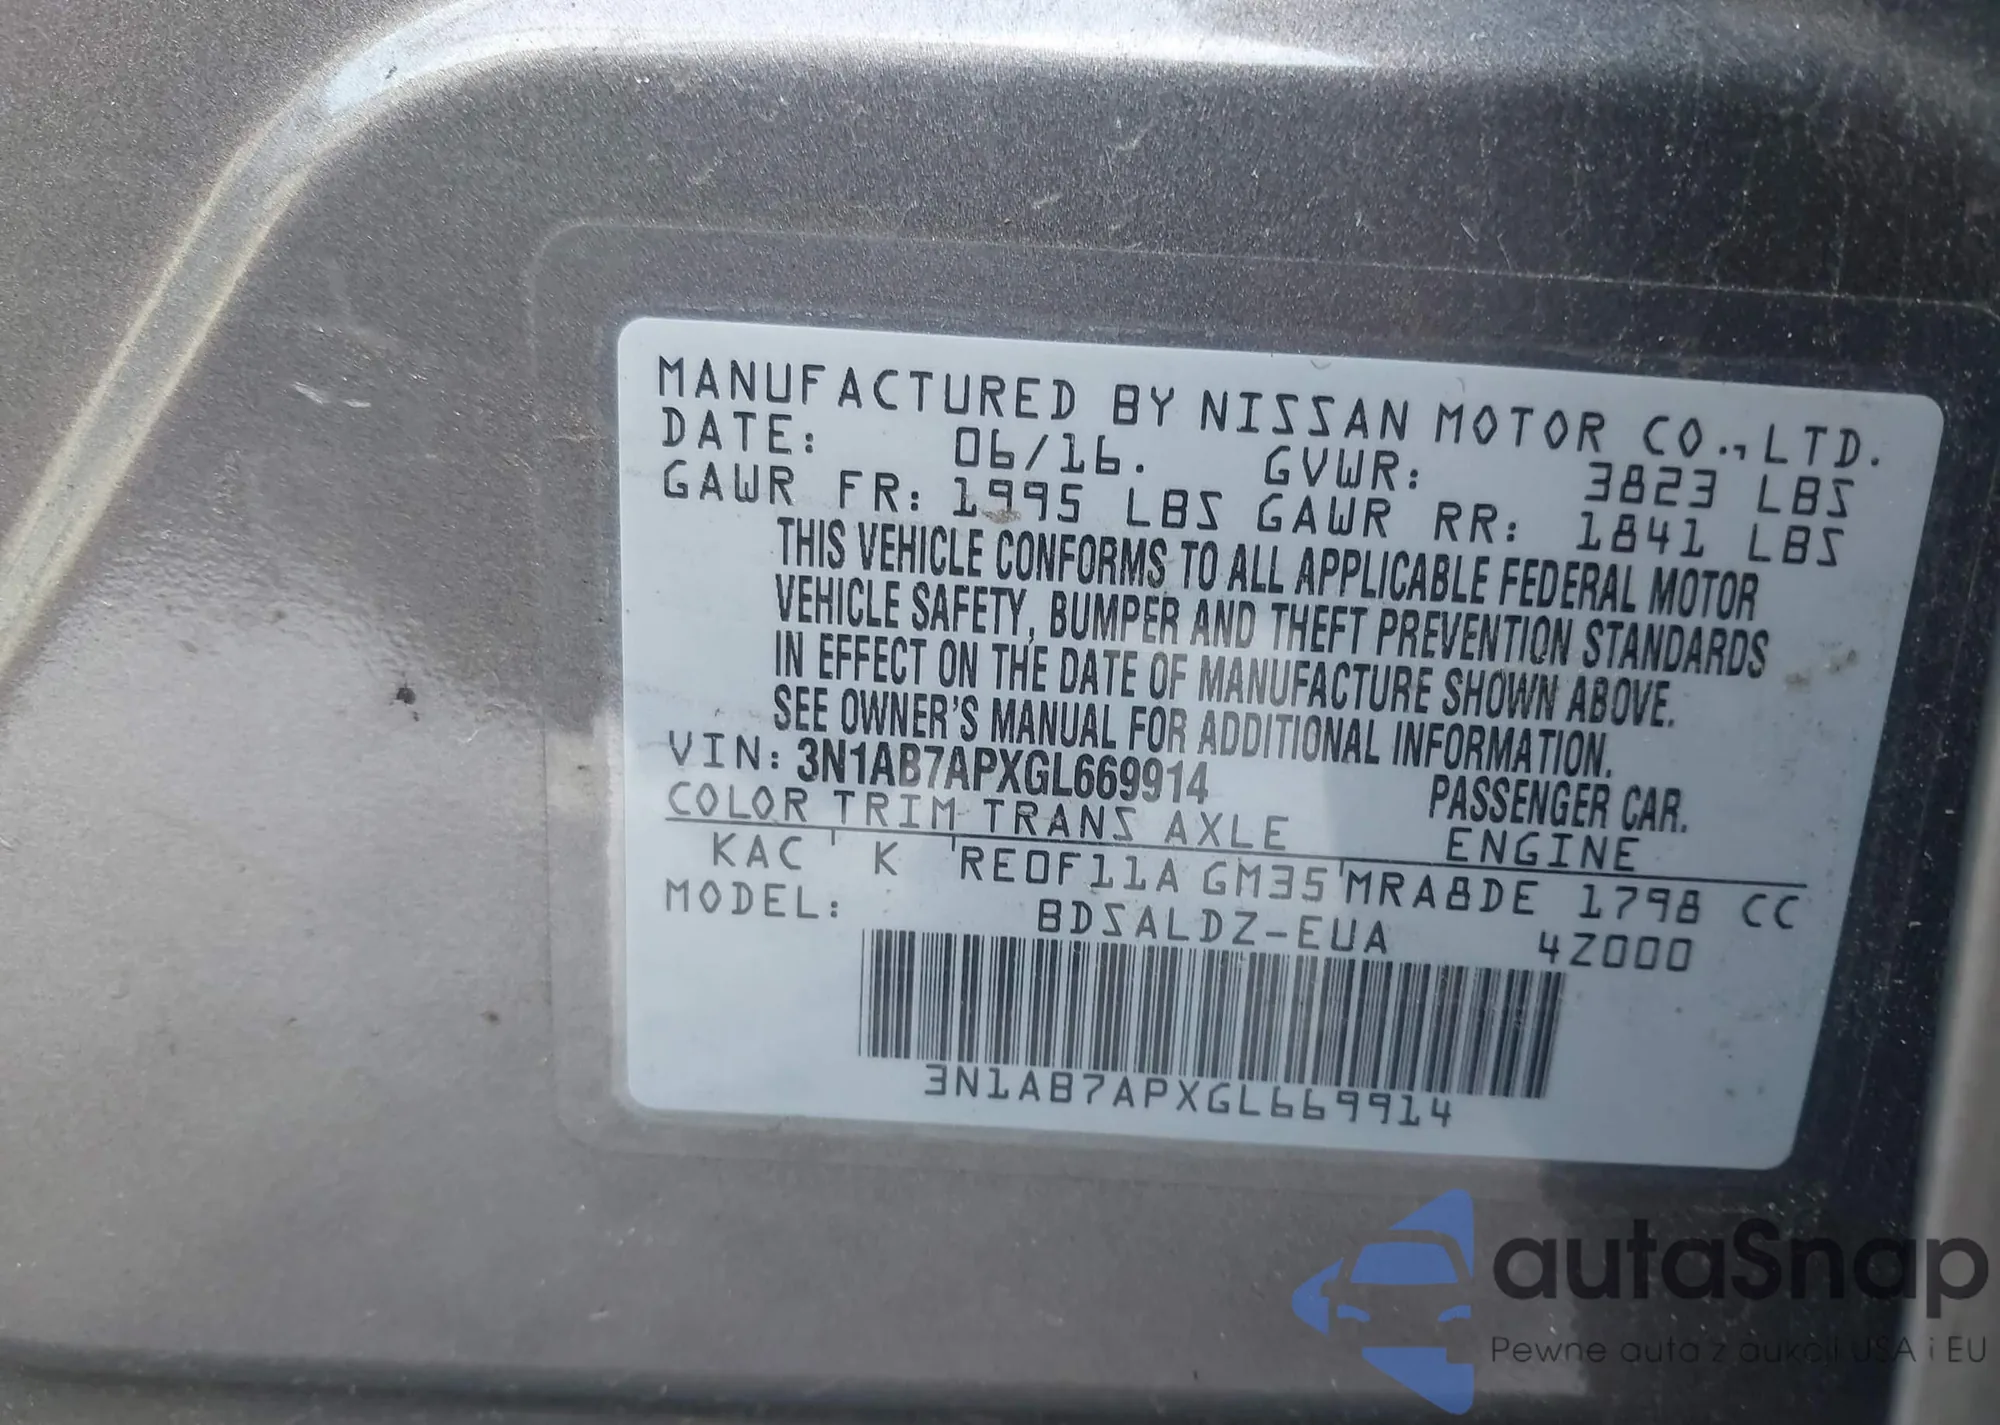 MANUFACTURED BY NISSAN MOTOR CO.,LTD.
DATE: 06/16. GVWR: 3823 LBS
GAWR FR: 1995 LBS GAWR RR: 1841 LBS
THIS VEHICLE CONFORMS TO ALL APPLICABLE FEDERAL MOTOR
VEHICLE SAFETY, BUMPER AND THEFT PREVENTION STANDARDS
IN EFFECT ON THE DATE OF MANUFACTURE SHOWN ABOVE.
SEE OWNER'S MANUAL FOR ADDITIONAL INFORMATION.
VIN: 3N1AB7APXGL669914 PASSENGER CAR.
COLOR TRIM TRANS AXLE ENGINE
KAC K RE0F11A GM35 MRA8DE 1798 CC
MODEL: BDSALDZ-EUA 4Z000
3N1AB7APXGL669914
autaSnap
Pewne auta z aukcji USA i EU